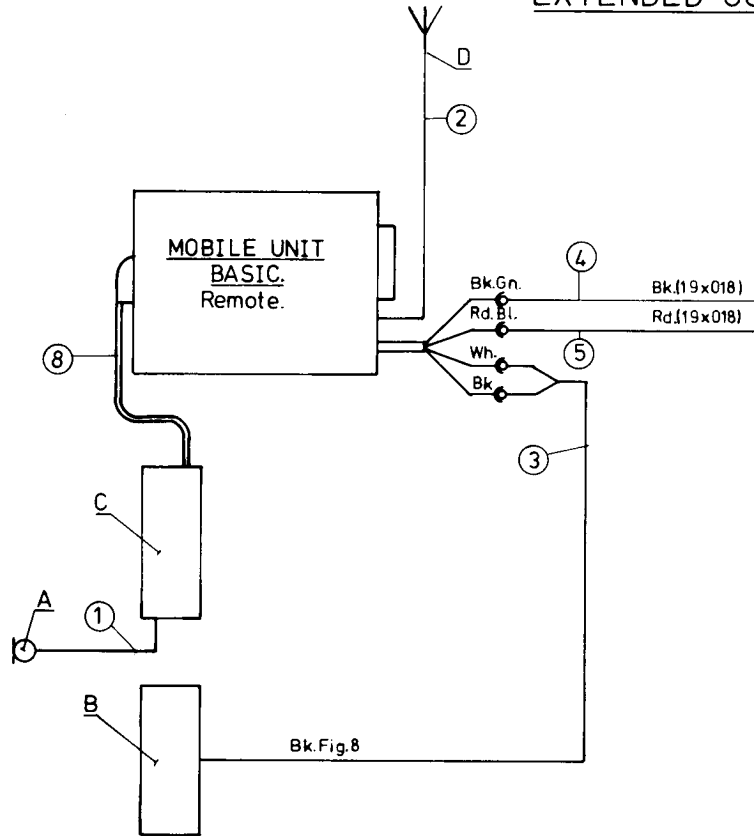 EXTENDED
D
2
MOBILE UNIT
BASIC.
Remote.
4
Bk.Gn.
Bk.(19x018)
Rd.Bl.
Rd.(19x018)
5
8
Wh.
Bk
3
C
A
1
B
Bk.Fig.8